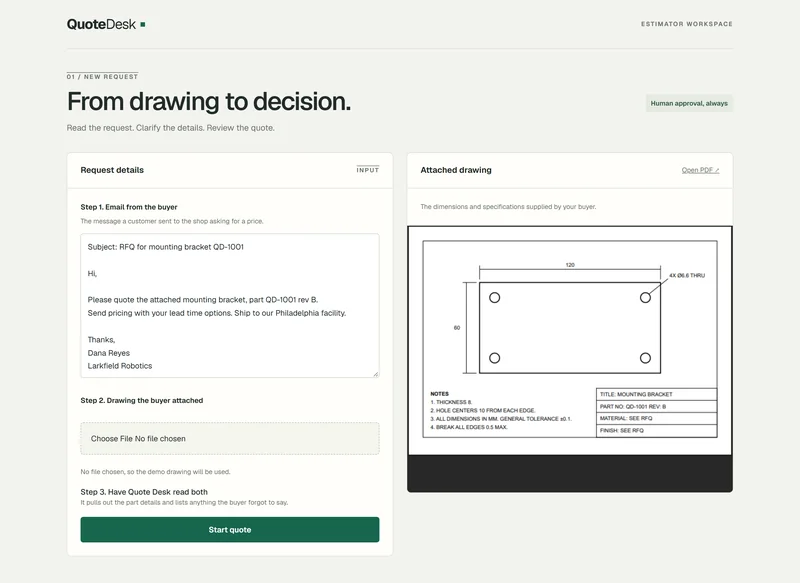 QuoteDesk
ESTIMATOR WORKSPACE
01 / NEW REQUEST
From drawing to decision.
Human approval, always
Read the request. Clarify the details. Review the quote.
Request details
INPUT
Step 1. Email from the buyer
The message a customer sent to the shop asking for a price.
Subject: RFQ for mounting bracket QD-1001
Hi,
Please quote the attached mounting bracket, part QD-1001 rev B.
Send pricing with your lead time options. Ship to our Philadelphia facility.
Thanks,
Dana Reyes
Larkfield Robotics
Step 2. Drawing the buyer attached
Choose File No file chosen
No file chosen, so the demo drawing will be used.
Step 3. Have Quote Desk read both
It pulls out the part details and lists anything the buyer forgot to say.
Start quote
Attached drawing
Open PDF ↗
The dimensions and specifications supplied by your buyer.
120
4X Ø6.6 THRU
60
NOTES
1. THICKNESS 8.
2. HOLE CENTERS 10 FROM EACH EDGE.
3. ALL DIMENSIONS IN MM. GENERAL TOLERANCE ±0.1.
4. BREAK ALL EDGES 0.5 MAX.
TITLE: MOUNTING BRACKET
PART NO: QD-1001 REV: B
MATERIAL: SEE RFQ
FINISH: SEE RFQ